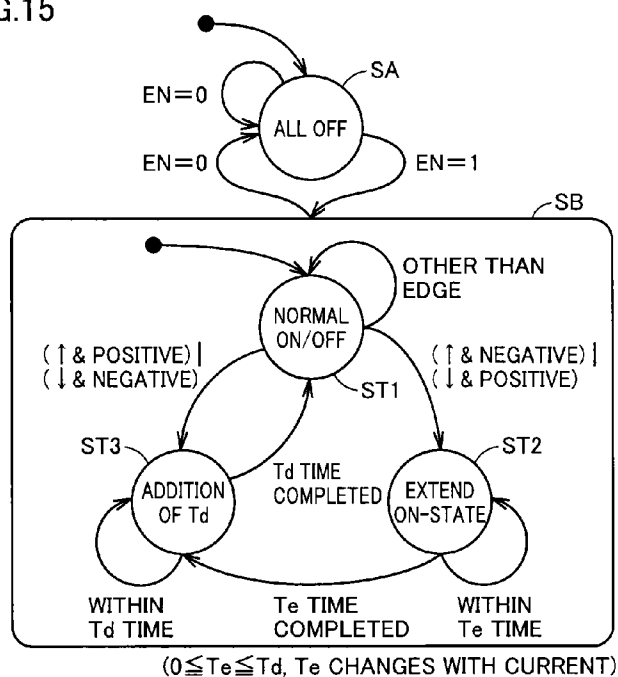 G.15
SA
EN=0
ALL OFF
EN=0
EN=1
SB
OTHER THAN
EDGE
NORMAL
ON/OFF
(↑ & POSITIVE) |
(↓ & NEGATIVE)
(↑ & NEGATIVE) |
(↓ & POSITIVE)
ST1
ST3
ST2
Td TIME
COMPLETED
ADDITION
OF Td
EXTEND
ON-STATE
WITHIN
Td TIME
Te TIME
COMPLETED
WITHIN
Te TIME
(0≦Te≦Td, Te CHANGES WITH CURRENT)